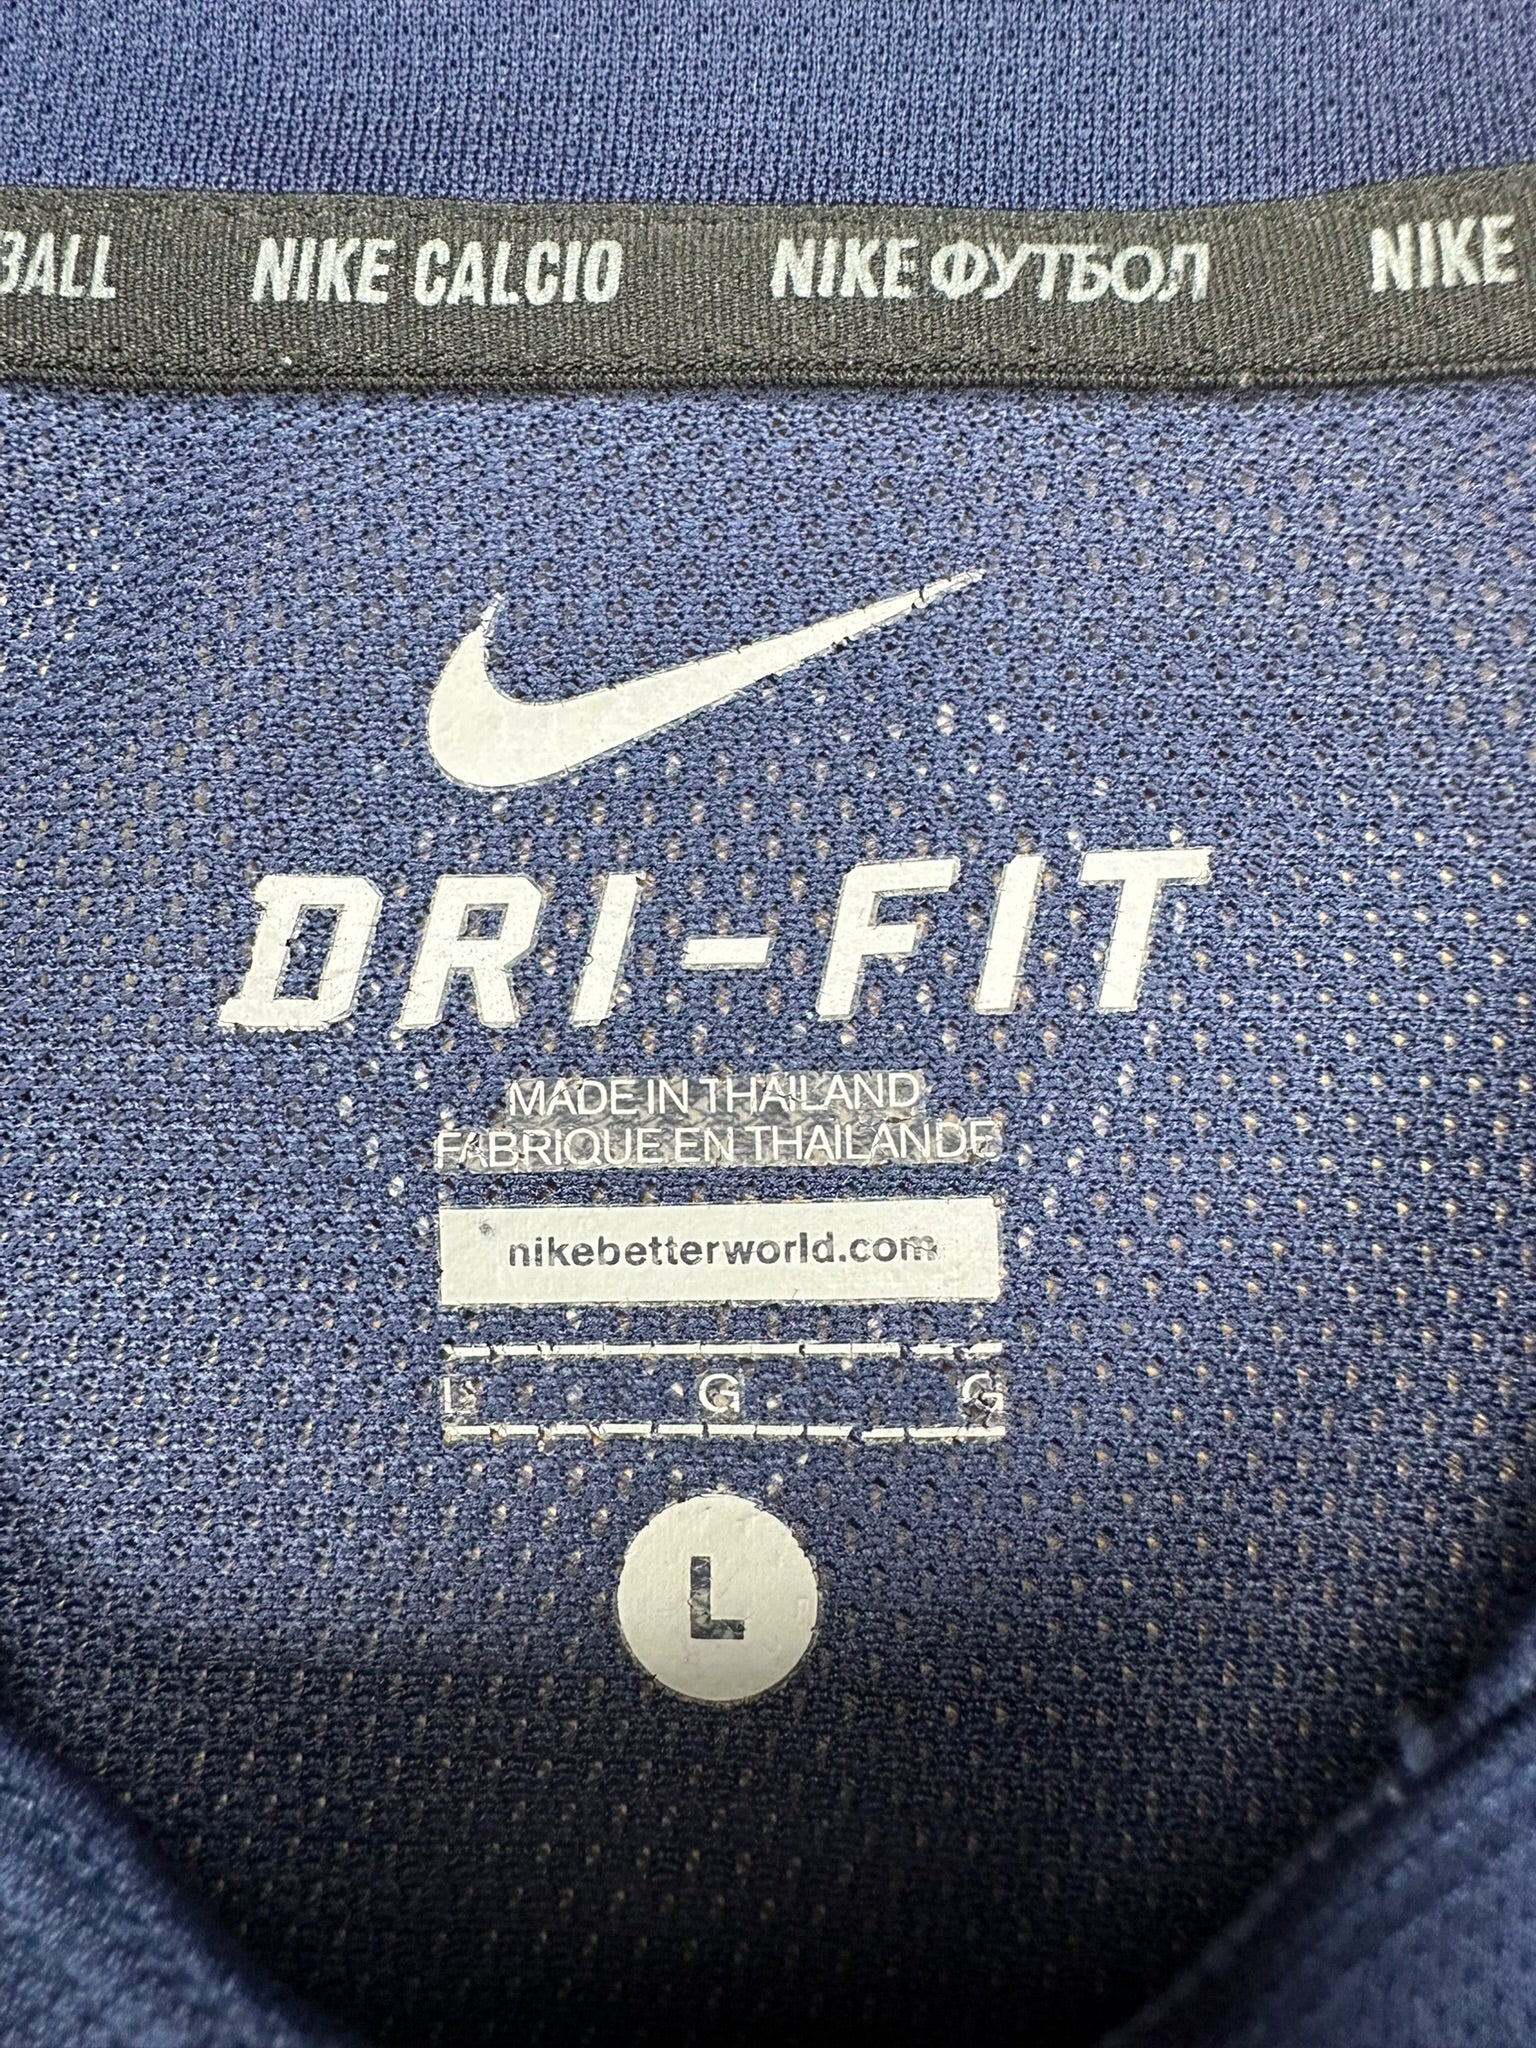 BALL NIKE CALCIO NIKE ФУТБОЛ NIKE
DRI-FIT
MADE IN THAILAND
FABRIQUE EN THAILANDE
nikebetterworld.com
L G G
L